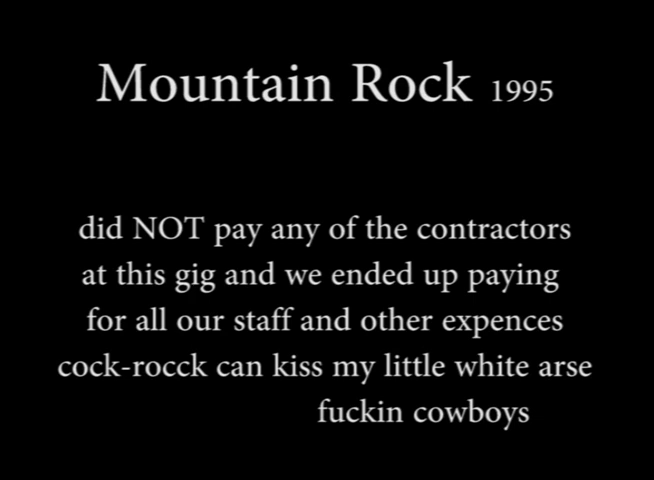 Mountain Rock 1995
did NOT pay any of the contractors
at this gig and we ended up paying
for all our staff and other expences
cock-rocck can kiss my little white arse
fuckin cowboys